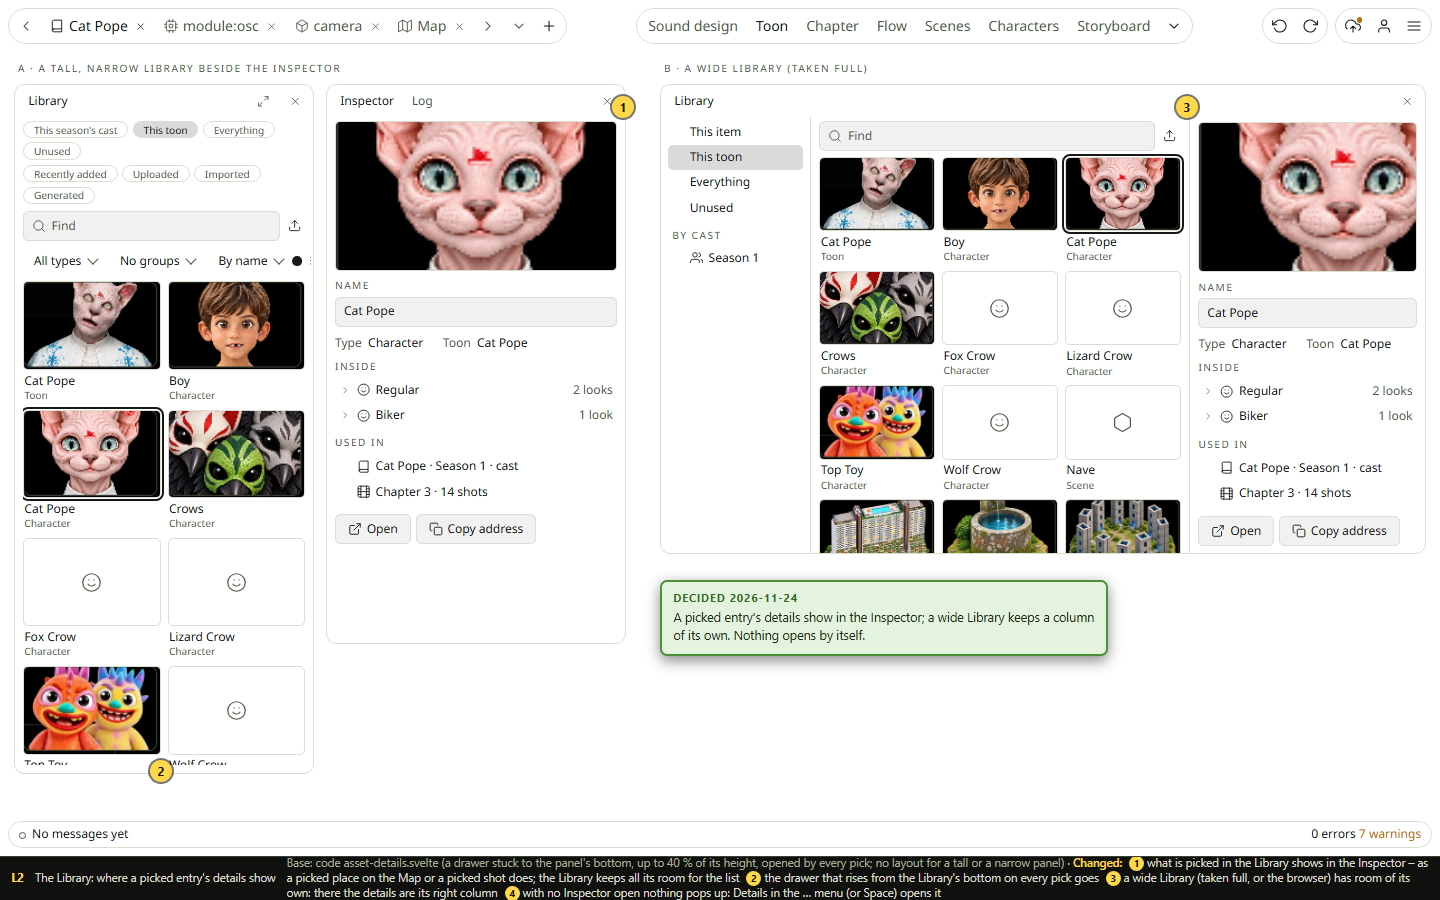 Cat Pope × module:osc × camera × Map × Sound design Toon Chapter Flow Scenes Characters Storyboard
A · A TALL, NARROW LIBRARY BESIDE THE INSPECTOR
Library
This season's cast This toon Everything
Unused
Recently added Uploaded Imported
Generated
Find
All types No groups By name
Cat Pope
Toon
Boy
Character
Cat Pope
Character
Crows
Character
Fox Crow
Character
Lizard Crow
Character
Top Toy
Wolf Crow
2
Inspector Log
1
NAME
Cat Pope
Type Character Toon Cat Pope
INSIDE
Regular 2 looks
Biker 1 look
USED IN
Cat Pope · Season 1 · cast
Chapter 3 · 14 shots
Open Copy address
B · A WIDE LIBRARY (TAKEN FULL)
Library
3
This item
This toon
Everything
Unused
BY CAST
Season 1
Find
Cat Pope
Toon
Boy
Character
Cat Pope
Character
Crows
Character
Fox Crow
Character
Lizard Crow
Character
Top Toy
Character
Wolf Crow
Character
Nave
Scene
NAME
Cat Pope
Type Character Toon Cat Pope
INSIDE
Regular 2 looks
Biker 1 look
USED IN
Cat Pope · Season 1 · cast
Chapter 3 · 14 shots
Open Copy address
DECIDED 2026-11-24
A picked entry's details show in the Inspector; a wide Library keeps a column
of its own. Nothing opens by itself.
No messages yet 0 errors 7 warnings
L2 The Library: where a picked entry's details show
Base: code asset-details.svelte (a drawer stuck to the panel's bottom, up to 40 % of its height, opened by every pick; no layout for a tall or a narrow panel) · Changed: 1 what is picked in the Library shows in the Inspector – as
a picked place on the Map or a picked shot does; the Library keeps all its room for the list 2 the drawer that rises from the Library's bottom on every pick goes 3 a wide Library (taken full, or the browser) has room of its
own: there the details are its right column 4 with no Inspector open nothing pops up: Details in the ... menu (or Space) opens it